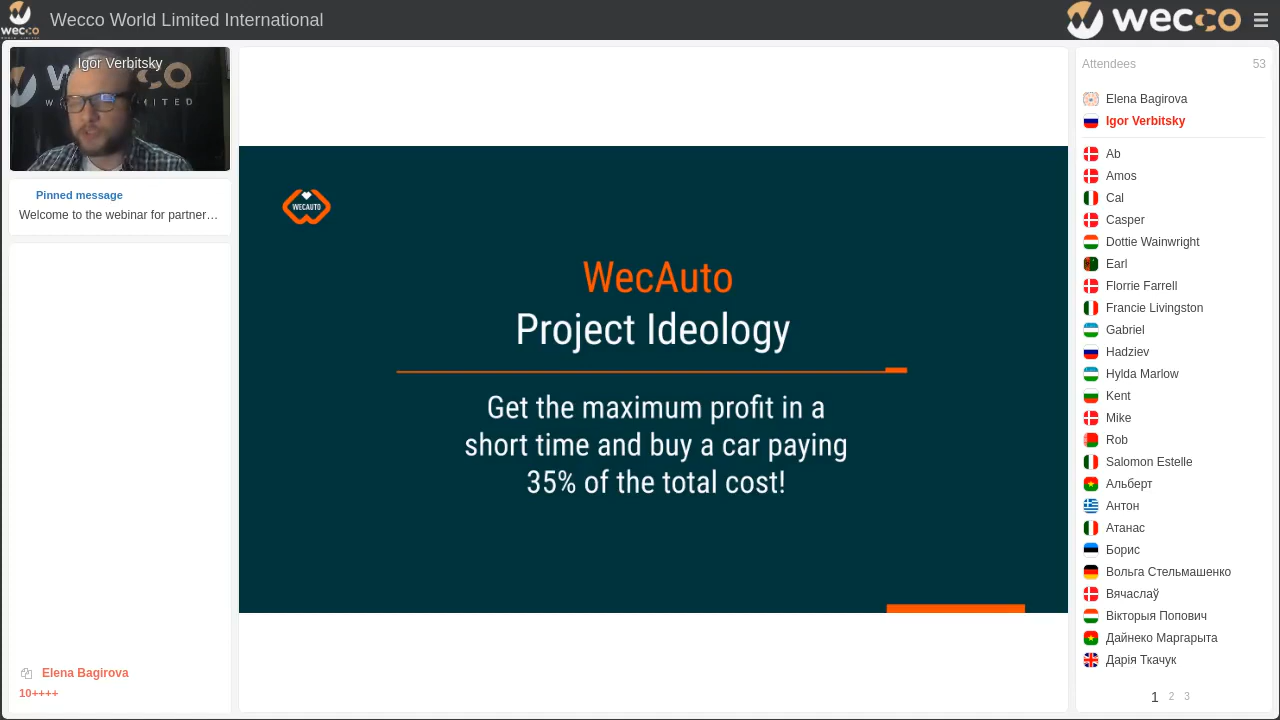 wecco
Wecco World Limited International
wecco
Igor Verbitsky
Pinned message
Welcome to the webinar for partner…
Elena Bagirova
10++++
WECAUTO
WecAuto
Project Ideology
Get the maximum profit in a
short time and buy a car paying
35% of the total cost!
Attendees 53
Elena Bagirova
Igor Verbitsky
Ab
Amos
Cal
Casper
Dottie Wainwright
Earl
Florrie Farrell
Francie Livingston
Gabriel
Hadziev
Hylda Marlow
Kent
Mike
Rob
Salomon Estelle
Альберт
Антон
Атанас
Борис
Вольга Стельмашенко
Вячаслаў
Вікторыя Попович
Дайнеко Маргарыта
Дарія Ткачук
1 2 3